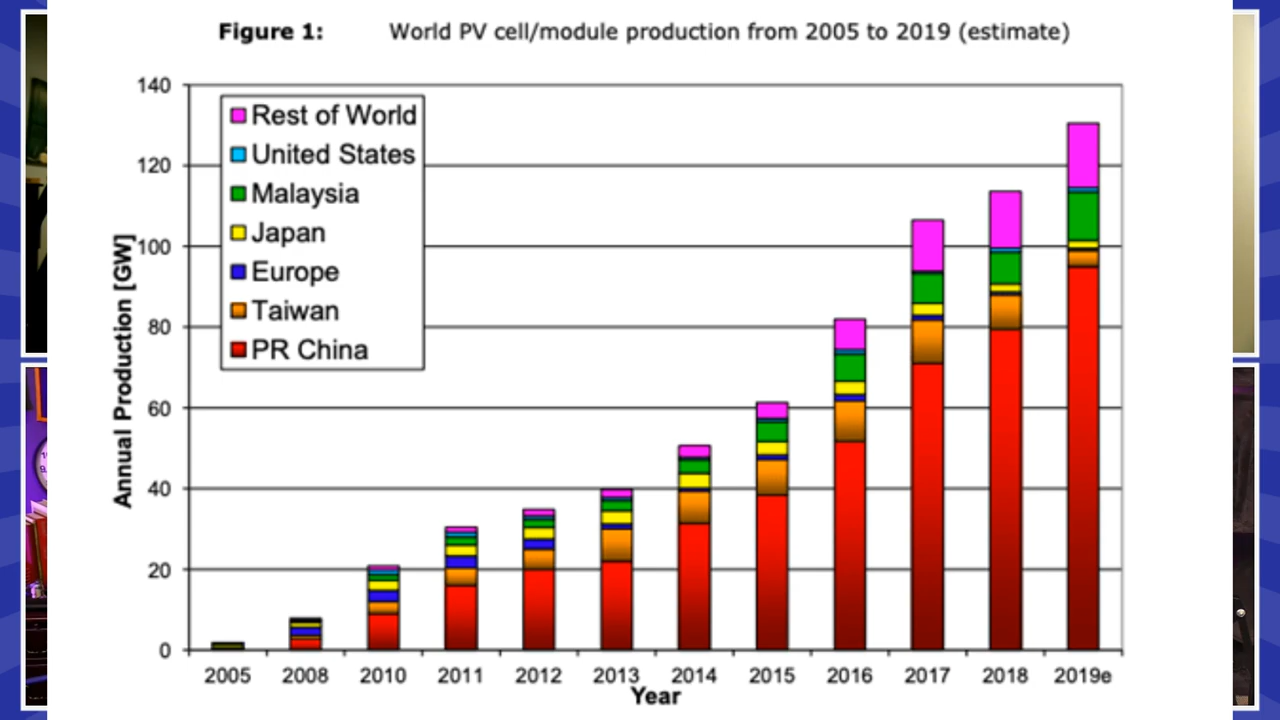 Figure 1: World PV cell/module production from 2005 to 2019 (estimate)
140
120
100
80
60
40
20
0
Annual Production [GW]
Rest of World
United States
Malaysia
Japan
Europe
Taiwan
PR China
2005 2008 2010 2011 2012 2013 2014 2015 2016 2017 2018 2019e
Year